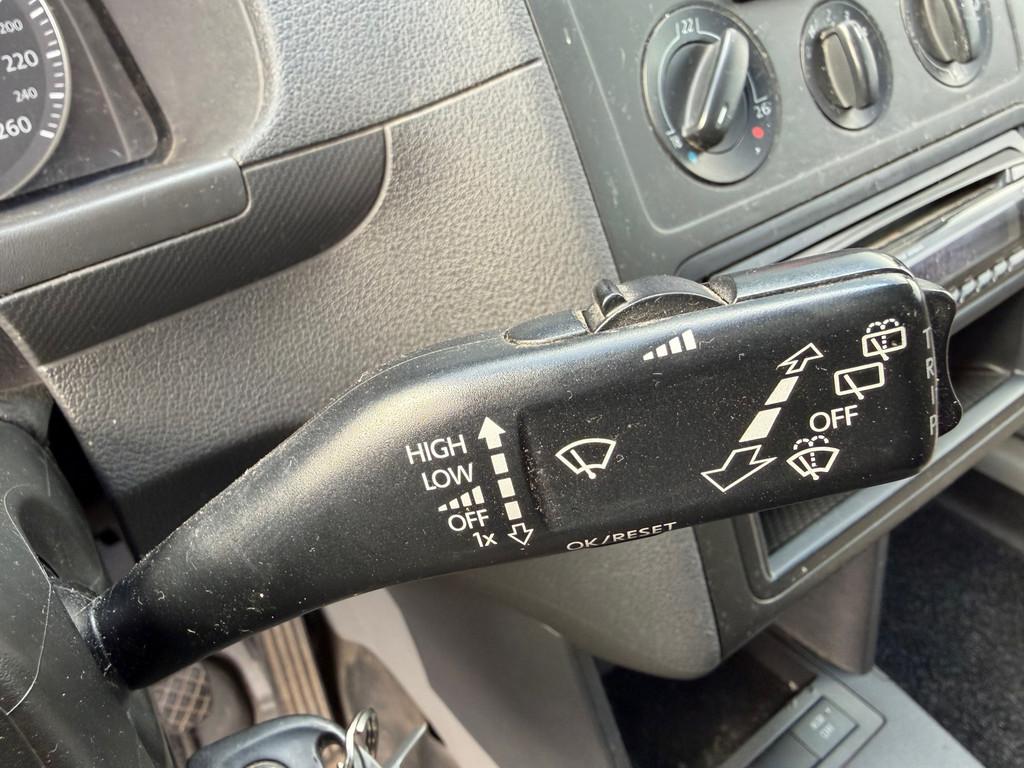 200
220
240
260
22
26
HIGH
LOW
OFF
1x
OFF
OK/RESET
TRIP